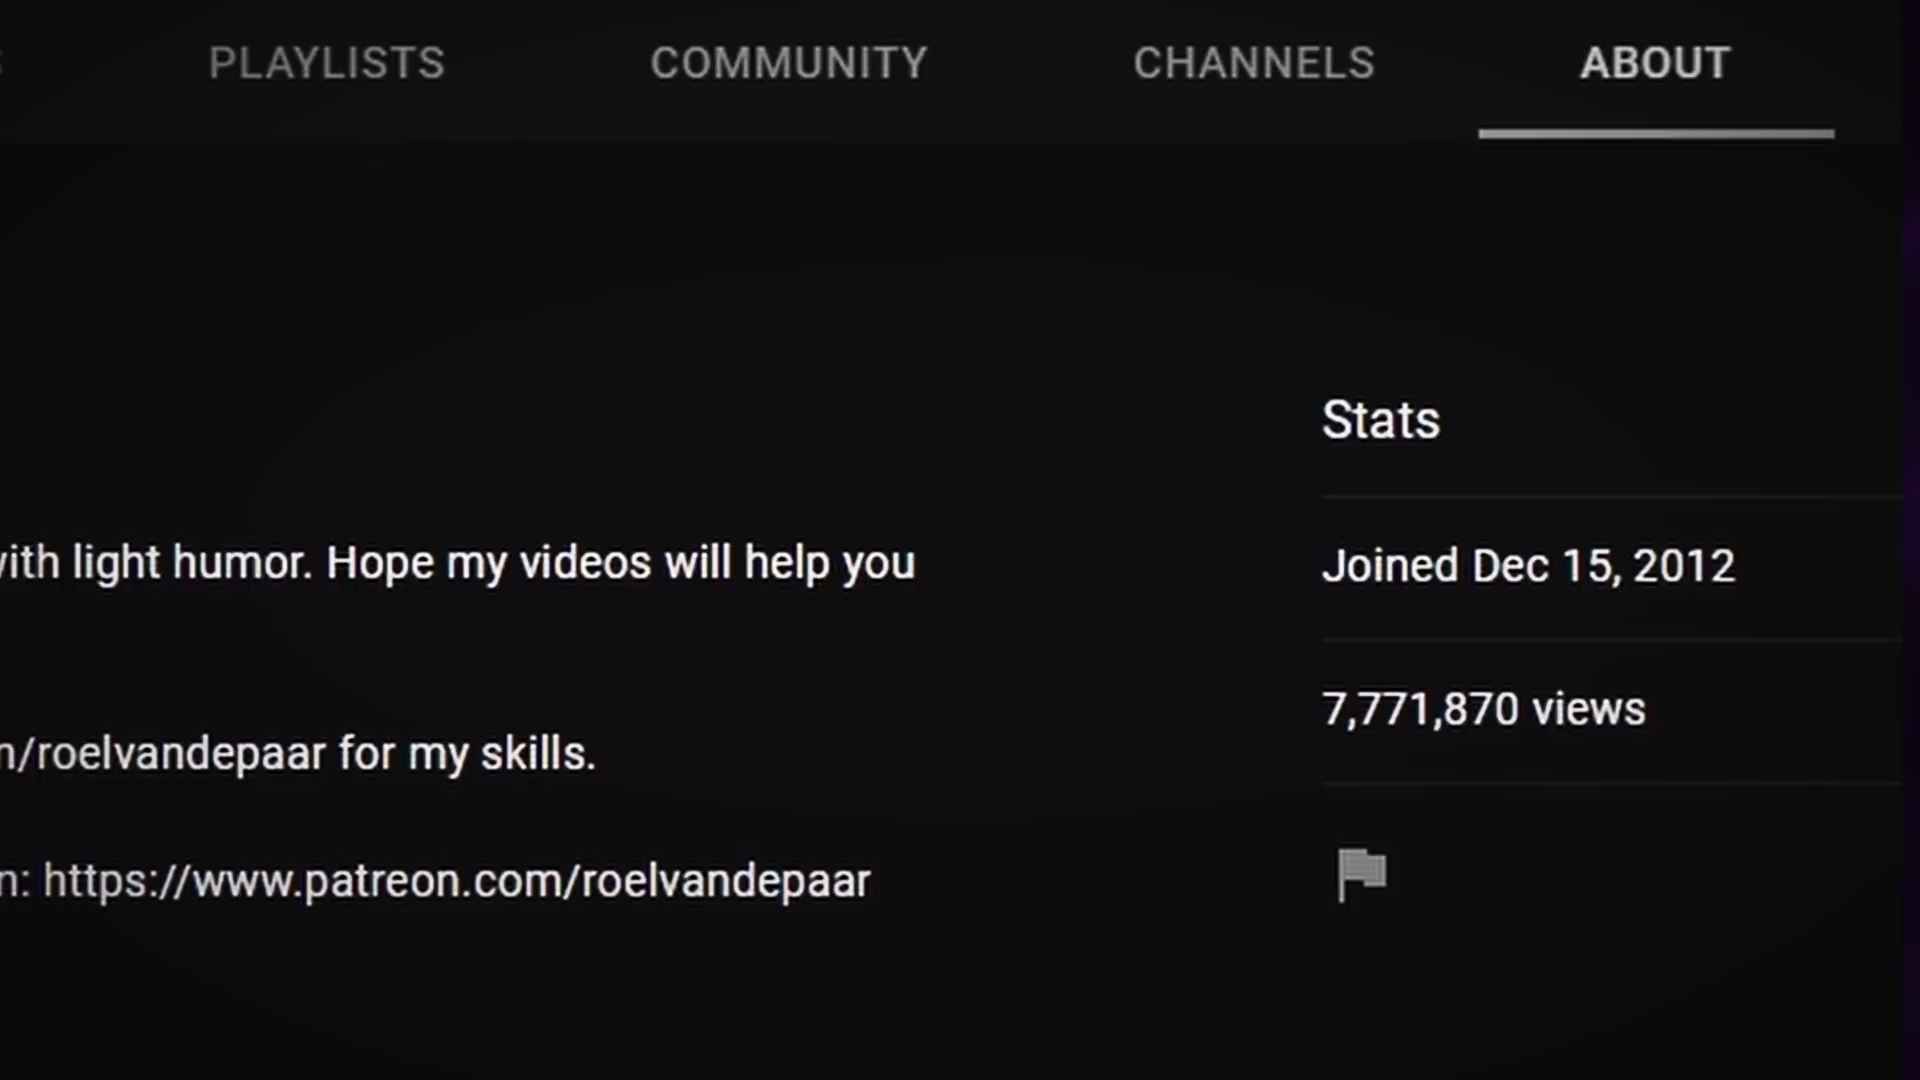 PLAYLISTS COMMUNITY CHANNELS ABOUT
Stats
with light humor. Hope my videos will help you
Joined Dec 15, 2012
7,771,870 views
/roelvandepaar for my skills.
https://www.patreon.com/roelvandepaar